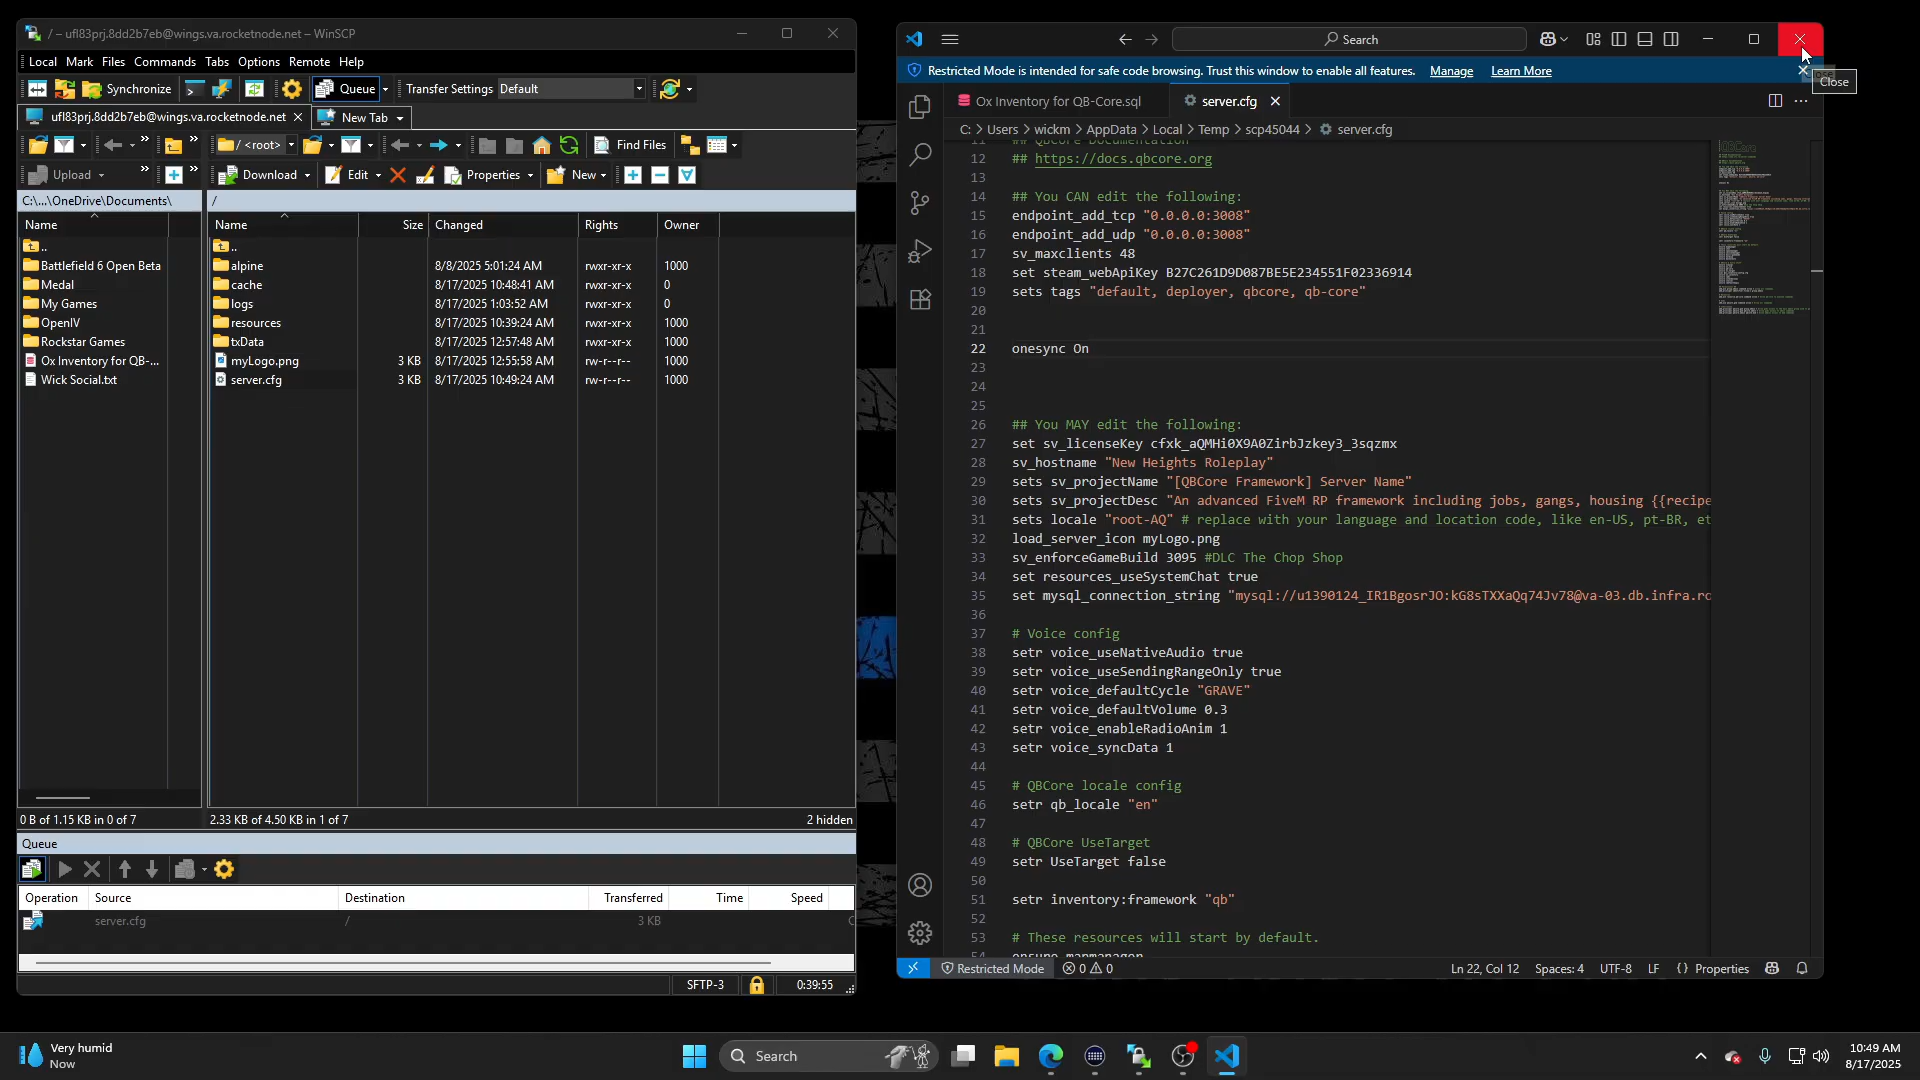 / – ufl83prj.8dd2b7eb@wings.va.rocketnode.net – WinSCP
Local Mark Files Commands Tabs Options Remote Help
Synchronize Queue Transfer Settings Default
ufl83prj.8dd2b7eb@wings.va.rocketnode.net New Tab
/ <root> Find Files
Upload Download Edit Properties New
C:\...\OneDrive\Documents\ /
Name Name Size Changed Rights Owner
.. ..
Battlefield 6 Open Beta alpine 8/8/2025 5:01:24 AM rwxr-xr-x 1000
Medal cache 8/17/2025 10:48:41 AM rwxr-xr-x 0
My Games logs 8/17/2025 1:03:52 AM rwxr-xr-x 0
OpenIV resources 8/17/2025 10:39:24 AM rwxr-xr-x 1000
Rockstar Games txData 8/17/2025 12:57:48 AM rwxr-xr-x 1000
Ox Inventory for QB-... myLogo.png 3 KB 8/17/2025 12:55:58 AM rw-r--r-- 1000
Wick Social.txt server.cfg 3 KB 8/17/2025 10:49:24 AM rw-r--r-- 1000
0 B of 1.15 KB in 0 of 7 2.33 KB of 4.50 KB in 1 of 7 2 hidden
Queue
Operation Source Destination Transferred Time Speed
server.cfg / 3 KB
SFTP-3 0:39:55
Search
Restricted Mode is intended for safe code browsing. Trust this window to enable all features. Manage Learn More
Close
Ox Inventory for QB-Core.sql server.cfg
C: > Users > wickm > AppData > Local > Temp > scp45044 > server.cfg
11 ## QBCore Documentation
12 ## https://docs.qbcore.org
13
14 ## You CAN edit the following:
15 endpoint_add_tcp "0.0.0.0:3008"
16 endpoint_add_udp "0.0.0.0:3008"
17 sv_maxclients 48
18 set steam_webApiKey B27C261D9D087BE5E234551F02336914
19 sets tags "default, deployer, qbcore, qb-core"
20
21
22 onesync On
23
24
25
26 ## You MAY edit the following:
27 set sv_licenseKey cfxk_aQMHi0X9A0ZirbJzkey3_3sqzmx
28 sv_hostname "New Heights Roleplay"
29 sets sv_projectName "[QBCore Framework] Server Name"
30 sets sv_projectDesc "An advanced FiveM RP framework including jobs, gangs, housing {{recipe
31 sets locale "root-AQ" # replace with your language and location code, like en-US, pt-BR, et
32 load_server_icon myLogo.png
33 sv_enforceGameBuild 3095 #DLC The Chop Shop
34 set resources_useSystemChat true
35 set mysql_connection_string "mysql://u1390124_IR1BgosrJO:kG8sTXXaQq74Jv78@va-03.db.infra.ro
36
37 # Voice config
38 setr voice_useNativeAudio true
39 setr voice_useSendingRangeOnly true
40 setr voice_defaultCycle "GRAVE"
41 setr voice_defaultVolume 0.3
42 setr voice_enableRadioAnim 1
43 setr voice_syncData 1
44
45 # QBCore locale config
46 setr qb_locale "en"
47
48 # QBCore UseTarget
49 setr UseTarget false
50
51 setr inventory:framework "qb"
52
53 # These resources will start by default.
54 ensure mapmanager
Restricted Mode 0 0 Ln 22, Col 12 Spaces: 4 UTF-8 LF {} Properties
Very humid
Now
Search
10:49 AM
8/17/2025